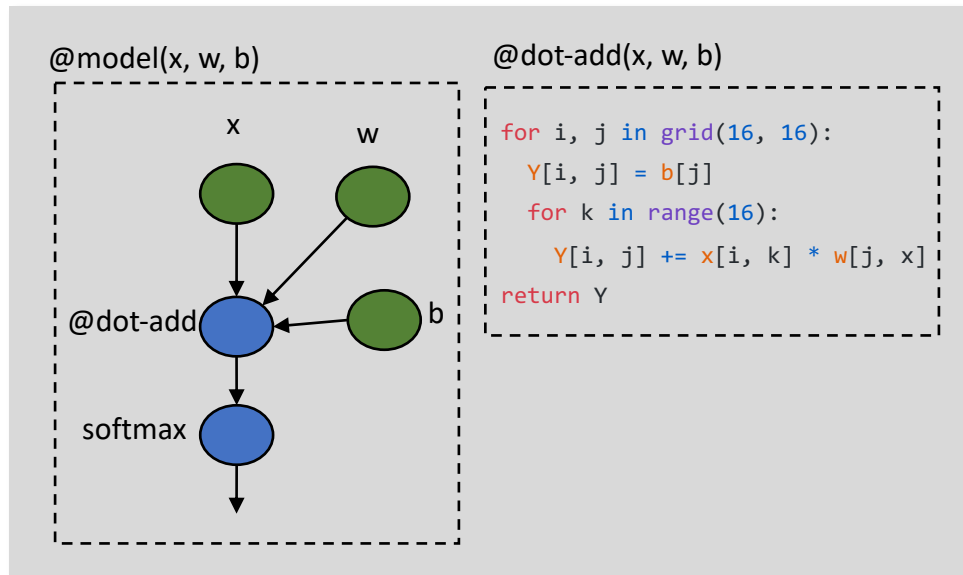 @model(x, w, b)
x
w
@dot-add
b
softmax
@dot-add(x, w, b)
for i, j in grid(16, 16):
Y[i, j] = b[j]
for k in range(16):
Y[i, j] += x[i, k] * w[j, x]
return Y